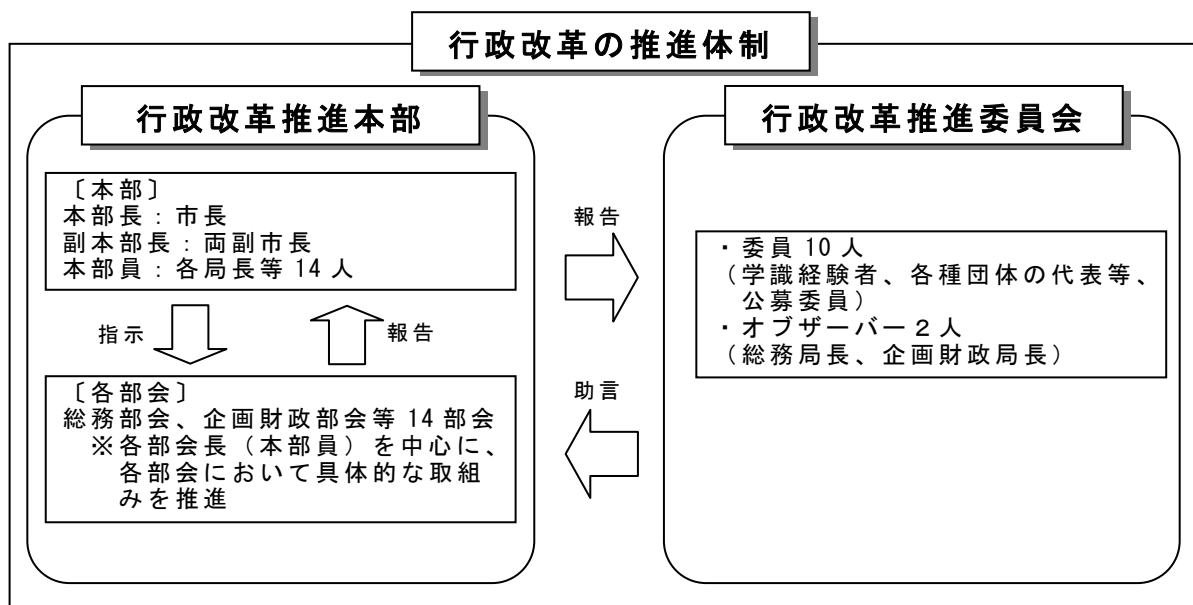 行政改革の推進体制
行政改革推進本部
〔本部〕
本部長：市長
副本部長：両副市長
本部員：各局長等14人
指示
報告
〔各部会〕
総務部会、企画財政部会等14部会
※各部会長（本部員）を中心に、
各部会において具体的な取組
みを推進
報告
助言
行政改革推進委員会
・委員10人
（学識経験者、各種団体の代表等、
公募委員）
・オブザーバー２人
（総務局長、企画財政局長）